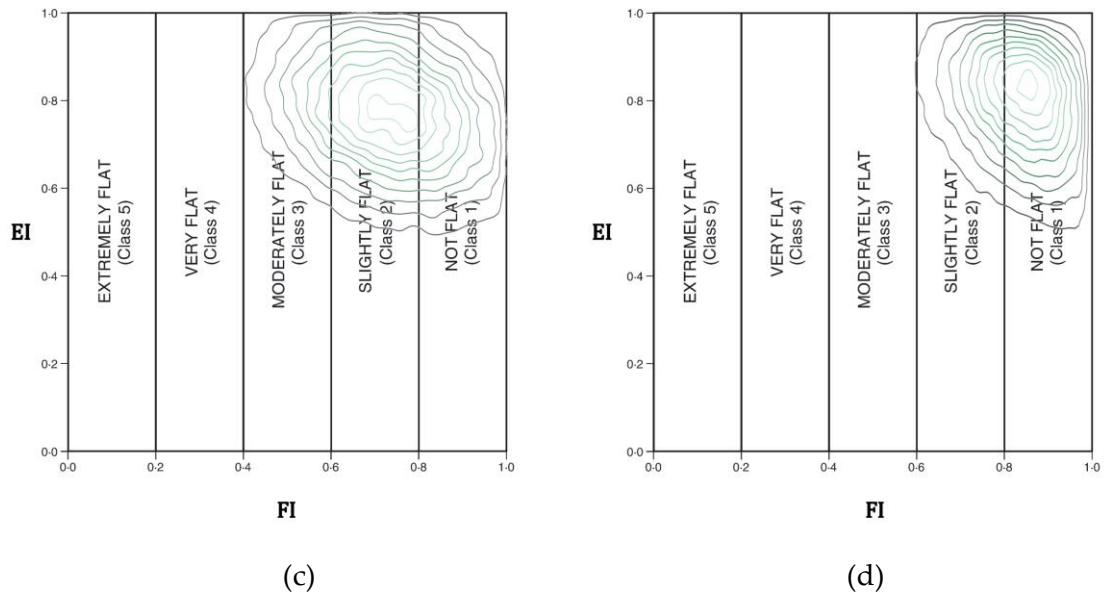 1·0
0·8
0·6
0·4
0·2
0·0
EI
EXTREMELY FLAT
(Class 5)
VERY FLAT
(Class 4)
MODERATELY FLAT
(Class 3)
SLIGHTLY FLAT
(Class 2)
NOT FLAT
(Class 1)
0·0 0·2 0·4 0·6 0·8 1·0
FI
(c)
1·0
0·8
0·6
0·4
0·2
0·0
EI
EXTREMELY FLAT
(Class 5)
VERY FLAT
(Class 4)
MODERATELY FLAT
(Class 3)
SLIGHTLY FLAT
(Class 2)
NOT FLAT
(Class 10)
0·0 0·2 0·4 0·6 0·8 1·0
FI
(d)